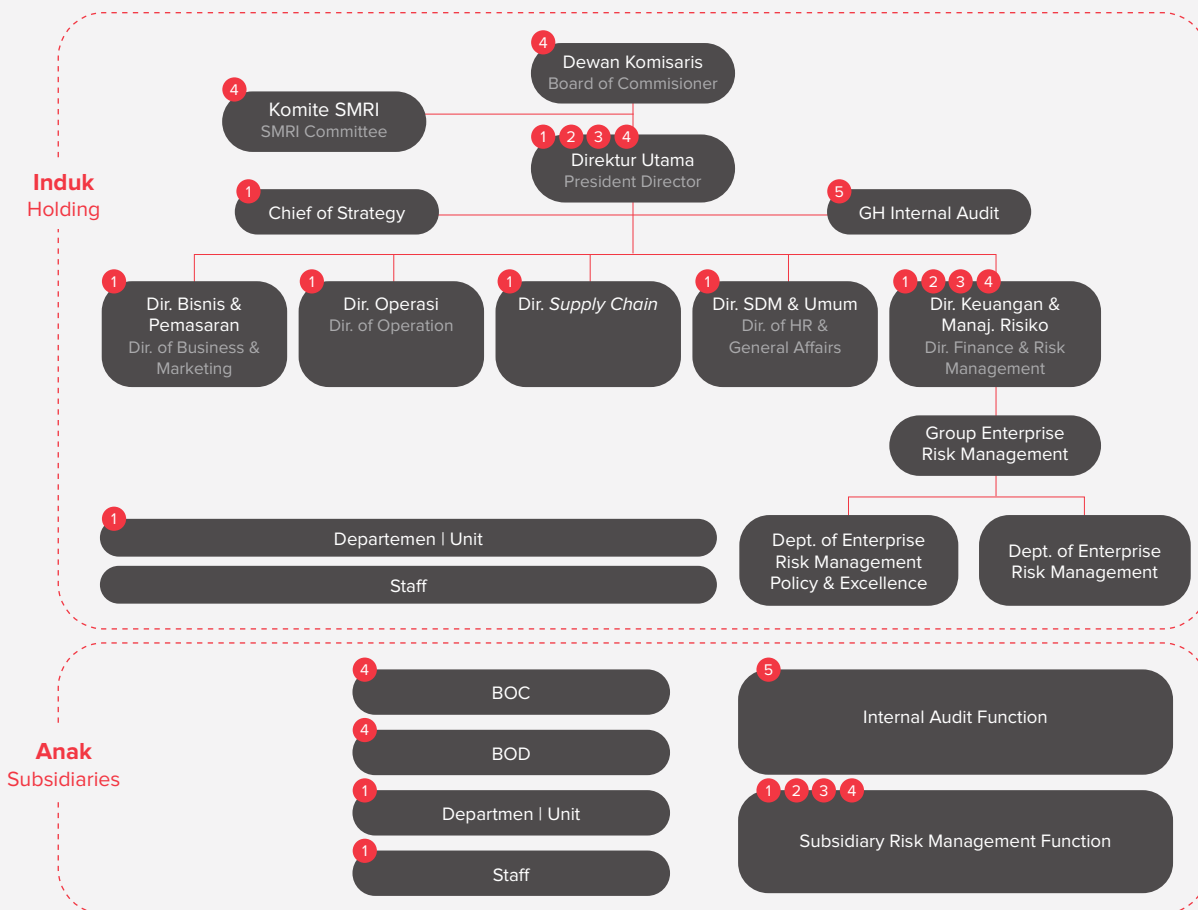 4
Dewan Komisaris
Board of Commisioner
4
Komite SMRI
SMRI Committee
1 2 3 4
Direktur Utama
President Director
Induk
Holding
1
Chief of Strategy
5
GH Internal Audit
1
Dir. Bisnis &
Pemasaran
Dir. of Business &
Marketing
1
Dir. Operasi
Dir. of Operation
1
Dir. Supply Chain
1
Dir. SDM & Umum
Dir. of HR &
General Affairs
1 2 3 4
Dir. Keuangan &
Manaj. Risiko
Dir. Finance & Risk
Management
Group Enterprise
Risk Management
1
Departemen | Unit
Staff
Dept. of Enterprise
Risk Management
Policy & Excellence
Dept. of Enterprise
Risk Management
Anak
Subsidiaries
4
BOC
4
BOD
1
Departmen | Unit
1
Staff
5
Internal Audit Function
1 2 3 4
Subsidiary Risk Management Function